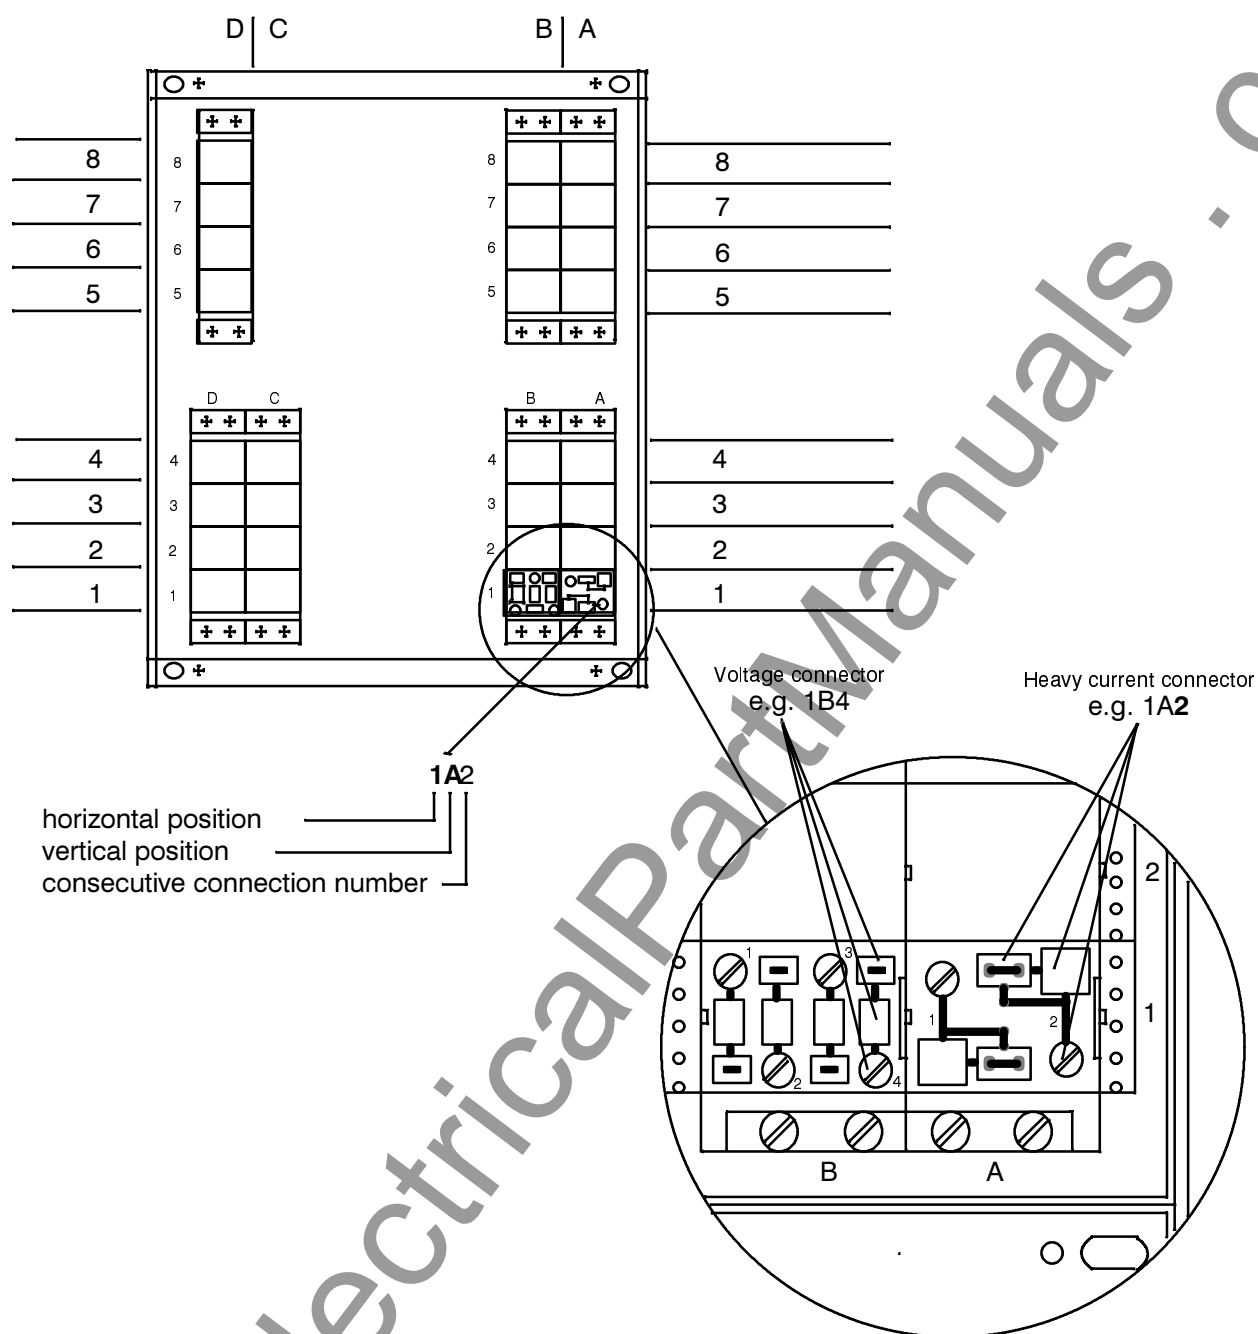 D C B A
8 8 8 8
7 7 7 7
6 6 6 6
5 5 5 5
D C B A
4 4 4 4
3 3 3 3
2 2 2 2
1 1 1 1
Voltage connector
e.g. 1B4
Heavy current connector
e.g. 1A2
1A2
horizontal position
vertical position
consecutive connection number
2
1 3
1 2 1
2 4
B A
ElectricalPartManuals . c